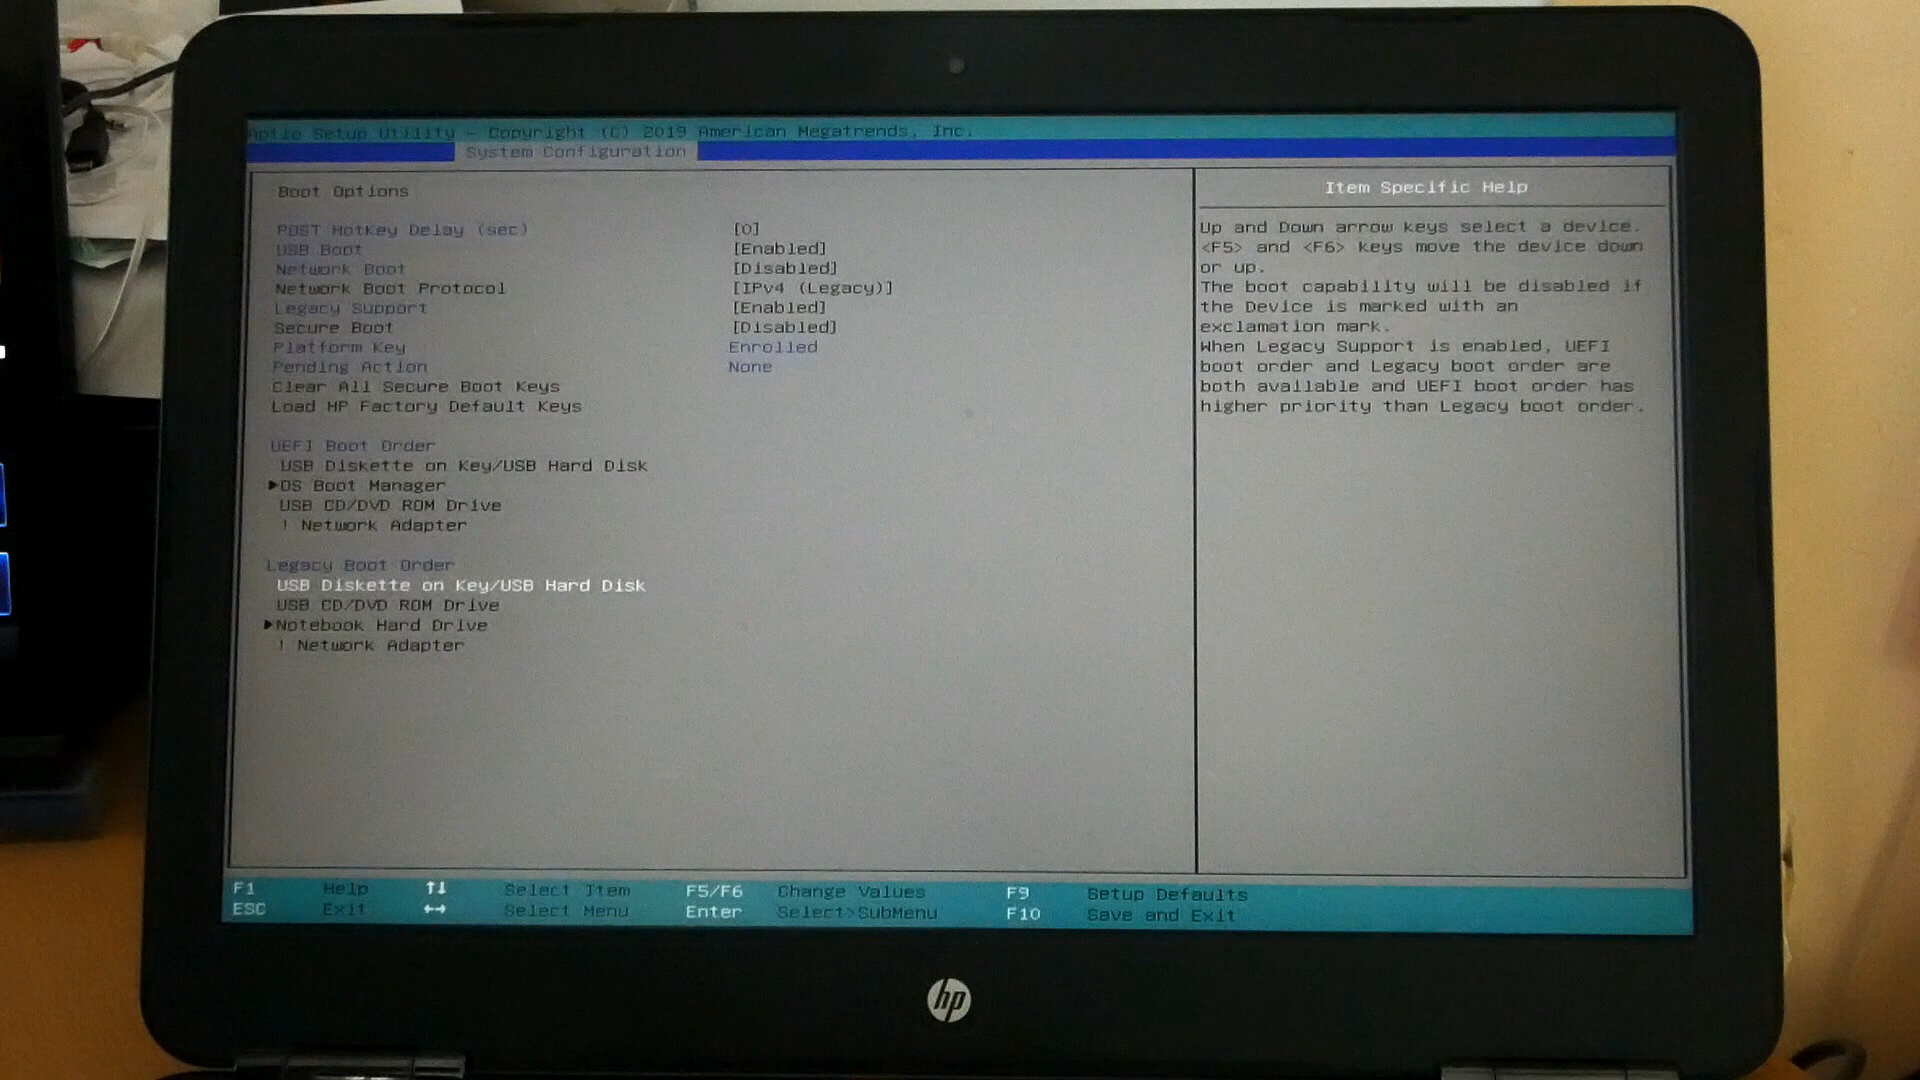 Aptio Setup Utility - Copyright (C) 2019 American Megatrends, Inc.
System Configuration
Boot Options
Item Specific Help
POST HotKey Delay (sec) [0]
USB Boot [Enabled]
Network Boot [Disabled]
Network Boot Protocol [IPv4 (Legacy)]
Legacy Support [Enabled]
Secure Boot [Disabled]
Platform Key Enrolled
Pending Action None
Clear All Secure Boot Keys
Load HP Factory Default Keys
UEFI Boot Order
USB Diskette on Key/USB Hard Disk
▶OS Boot Manager
USB CD/DVD ROM Drive
! Network Adapter
Legacy Boot Order
USB Diskette on Key/USB Hard Disk
USB CD/DVD ROM Drive
▶Notebook Hard Drive
! Network Adapter
Up and Down arrow keys select a device.
<F5> and <F6> keys move the device down
or up.
The boot capability will be disabled if
the Device is marked with an
exclamation mark.
When Legacy Support is enabled, UEFI
boot order and Legacy boot order are
both available and UEFI boot order has
higher priority than Legacy boot order.
F1 Help ↑↓ Select Item F5/F6 Change Values F9 Setup Defaults
ESC Exit ←→ Select Menu Enter Select>SubMenu F10 Save and Exit
hp